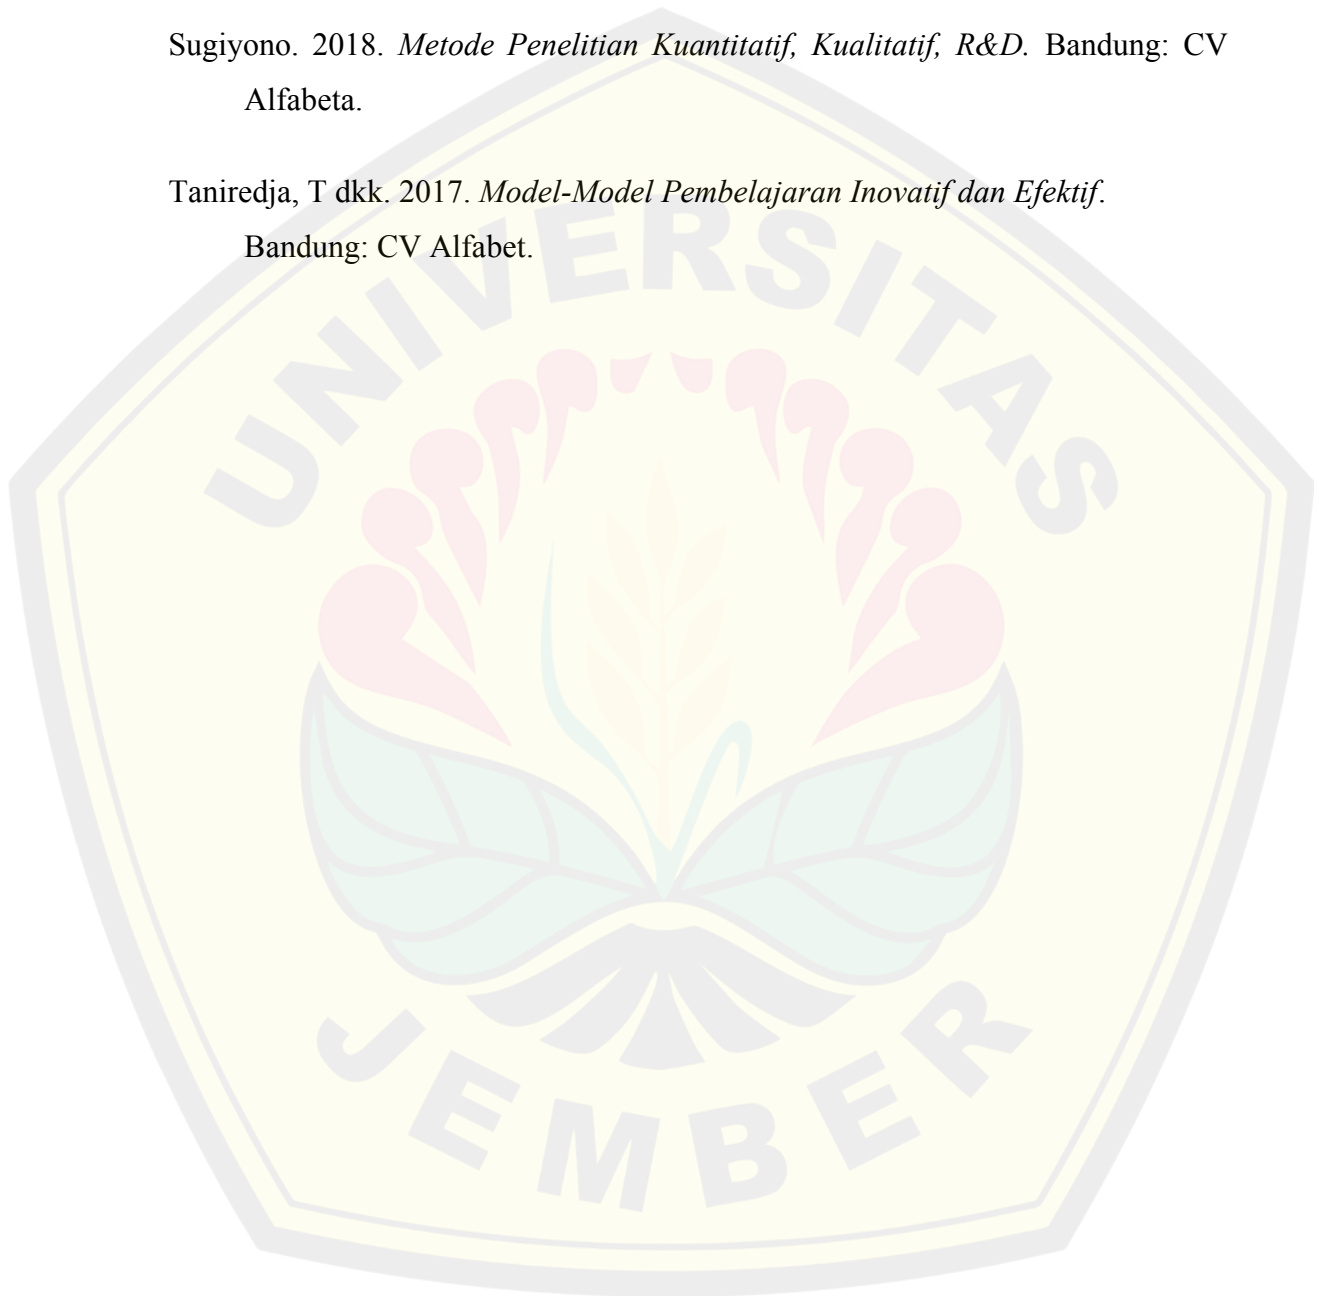 Sugiyono. 2018. Metode Penelitian Kuantitatif, Kualitatif, R&D. Bandung: CV
Alfabeta.
Taniredja, T dkk. 2017. Model-Model Pembelajaran Inovatif dan Efektif.
Bandung: CV Alfabet.
UNIVERSITAS
JEMBER